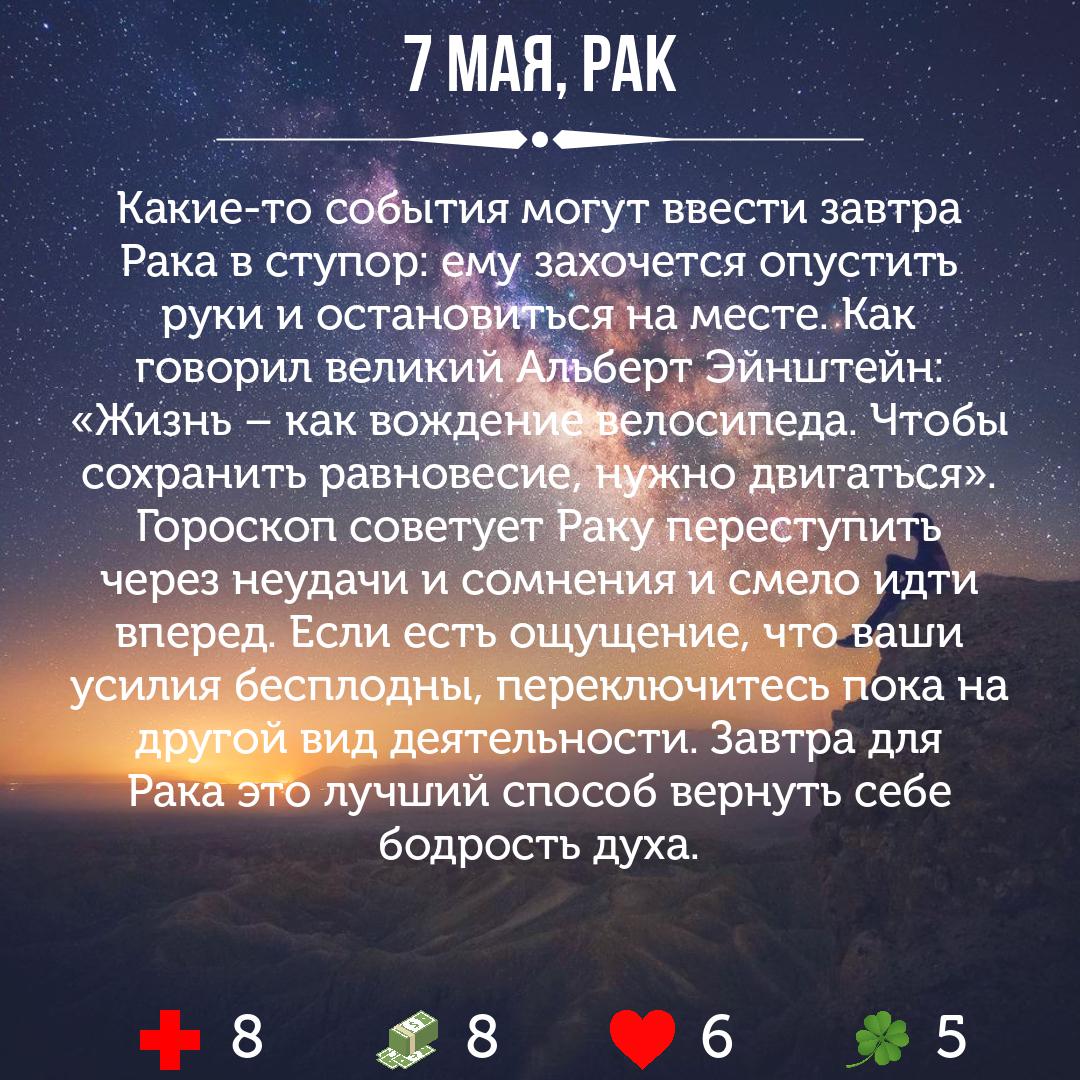 7 МАЯ, РАК
Какие-то события могут ввести завтра
Рака в ступор: ему захочется опустить
руки и остановиться на месте. Как
говорил великий Альберт Эйнштейн:
«Жизнь – как вождение велосипеда. Чтобы
сохранить равновесие, нужно двигаться».
Гороскоп советует Раку переступить
через неудачи и сомнения и смело идти
вперед. Если есть ощущение, что ваши
усилия бесплодны, переключитесь пока на
другой вид деятельности. Завтра для
Рака это лучший способ вернуть себе
бодрость духа.
8 8 6 5